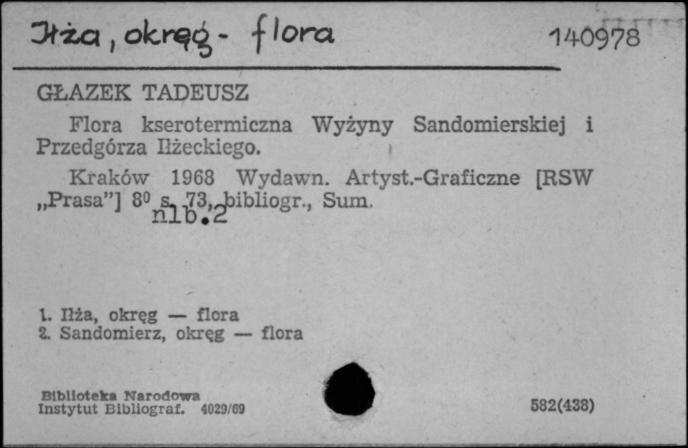 Iłża, okręg - flora
140978
GŁAZEK TADEUSZ
Flora kserotermiczna Wyżyny Sandomierskiej i
Przedgórza Iłżeckiego.
Kraków 1968 Wydawn. Artyst.-Graficzne [RSW
„Prasa”] 8⁰ s. 73, bibliogr., Sum.
nlb.2
1. Iłża, okręg — flora
2. Sandomierz, okręg — flora
Biblioteka Narodowa
Instytut Bibliograf. 4029/69
582(438)